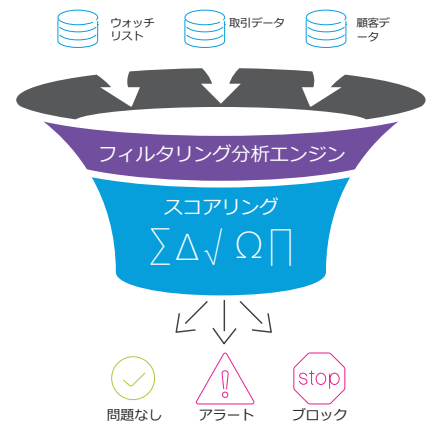 ウォッチ
リスト
取引データ
顧客デ
ータ
フィルタリング分析エンジン
スコアリング
∑Δ√Ω∏
stop
問題なし
アラート
ブロック